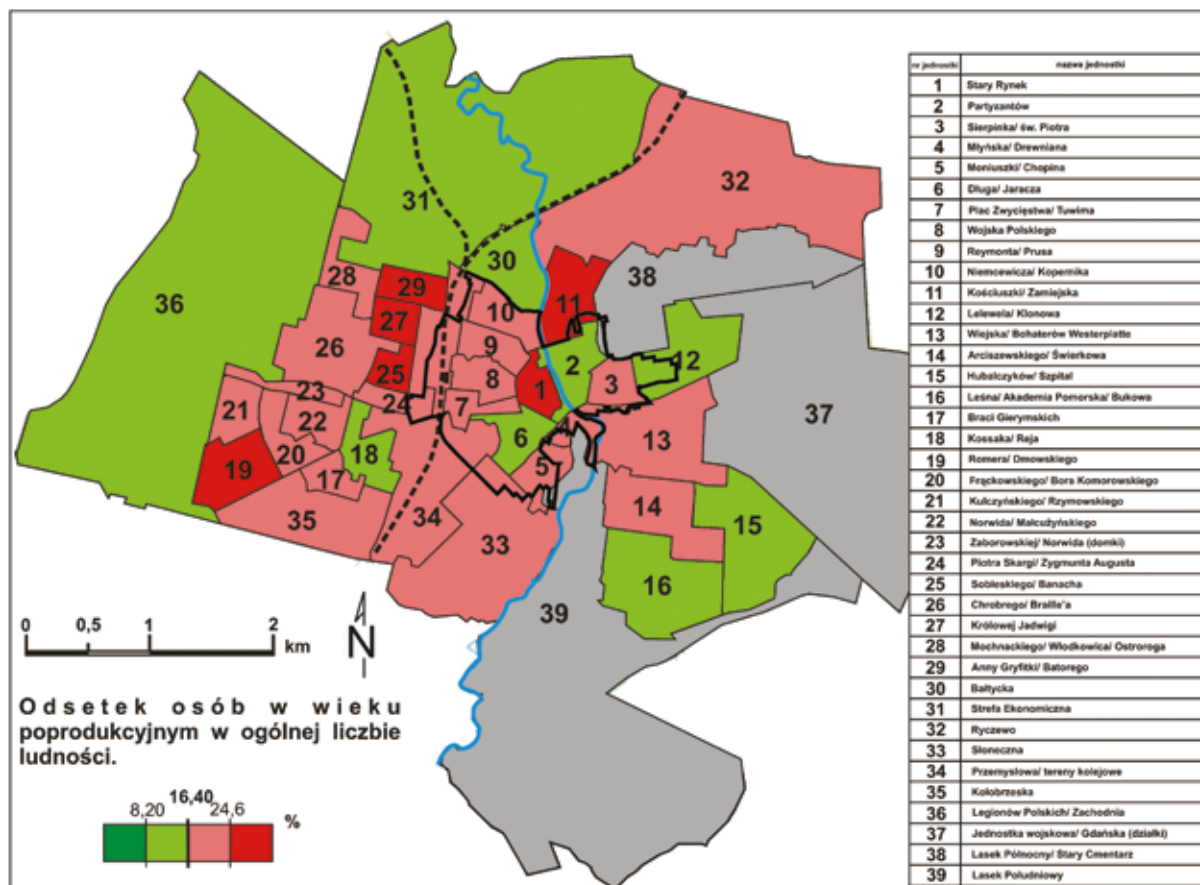 36
31
32
30
38
28
29
11
10
27
9
2
12
26
8
1
3
37
25
23
24
7
21
22
6
13
18
20
19
5
17
14
15
35
34
33
16
39
0
0,5
1
2
km
N
Odsetek osób w wieku
poprodukcyjnym w ogólnej liczbie
ludności.
16,40
8,20
24,6
%
nr jednostki nazwa jednostki
1 Stary Rynek
2 Partyzantów
3 Sierpinka/ św. Piotra
4 Młyńska/ Drewniana
5 Moniuszki/ Chopina
6 Długa/ Jaracza
7 Plac Zwycięstwa/ Tuwima
8 Wojska Polskiego
9 Reymonta/ Prusa
10 Niemcewicza/ Kopernika
11 Kościuszki/ Zamiejska
12 Lelewela/ Klonowa
13 Wiejska/ Bohaterów Westerplatte
14 Arciszewskiego/ Świerkowa
15 Hubalczyków/ Szpital
16 Leśna/ Akademia Pomorska/ Bukowa
17 Braci Gierymskich
18 Kossaka/ Reja
19 Romera/ Dmowskiego
20 Frąckowskiego/ Bora Komorowskiego
21 Kulczyńskiego/ Rzymowskiego
22 Norwida/ Małcużyńskiego
23 Zaborowskiej/ Norwida (domki)
24 Piotra Skargi/ Zygmunta Augusta
25 Sobieskiego/ Banacha
26 Chrobrego/ Braille'a
27 Królowej Jadwigi
28 Mochnackiego/ Włodkowica/ Ostroroga
29 Anny Gryfitki/ Batorego
30 Bałtycka
31 Strefa Ekonomiczna
32 Ryczewo
33 Słoneczna
34 Przemysłowa/ tereny kolejowe
35 Kołobrzeska
36 Legionów Polskich/ Zachodnia
37 Jednostka wojskowa/ Gdańska (działki)
38 Lasek Północny/ Stary Cmentarz
39 Lasek Południowy